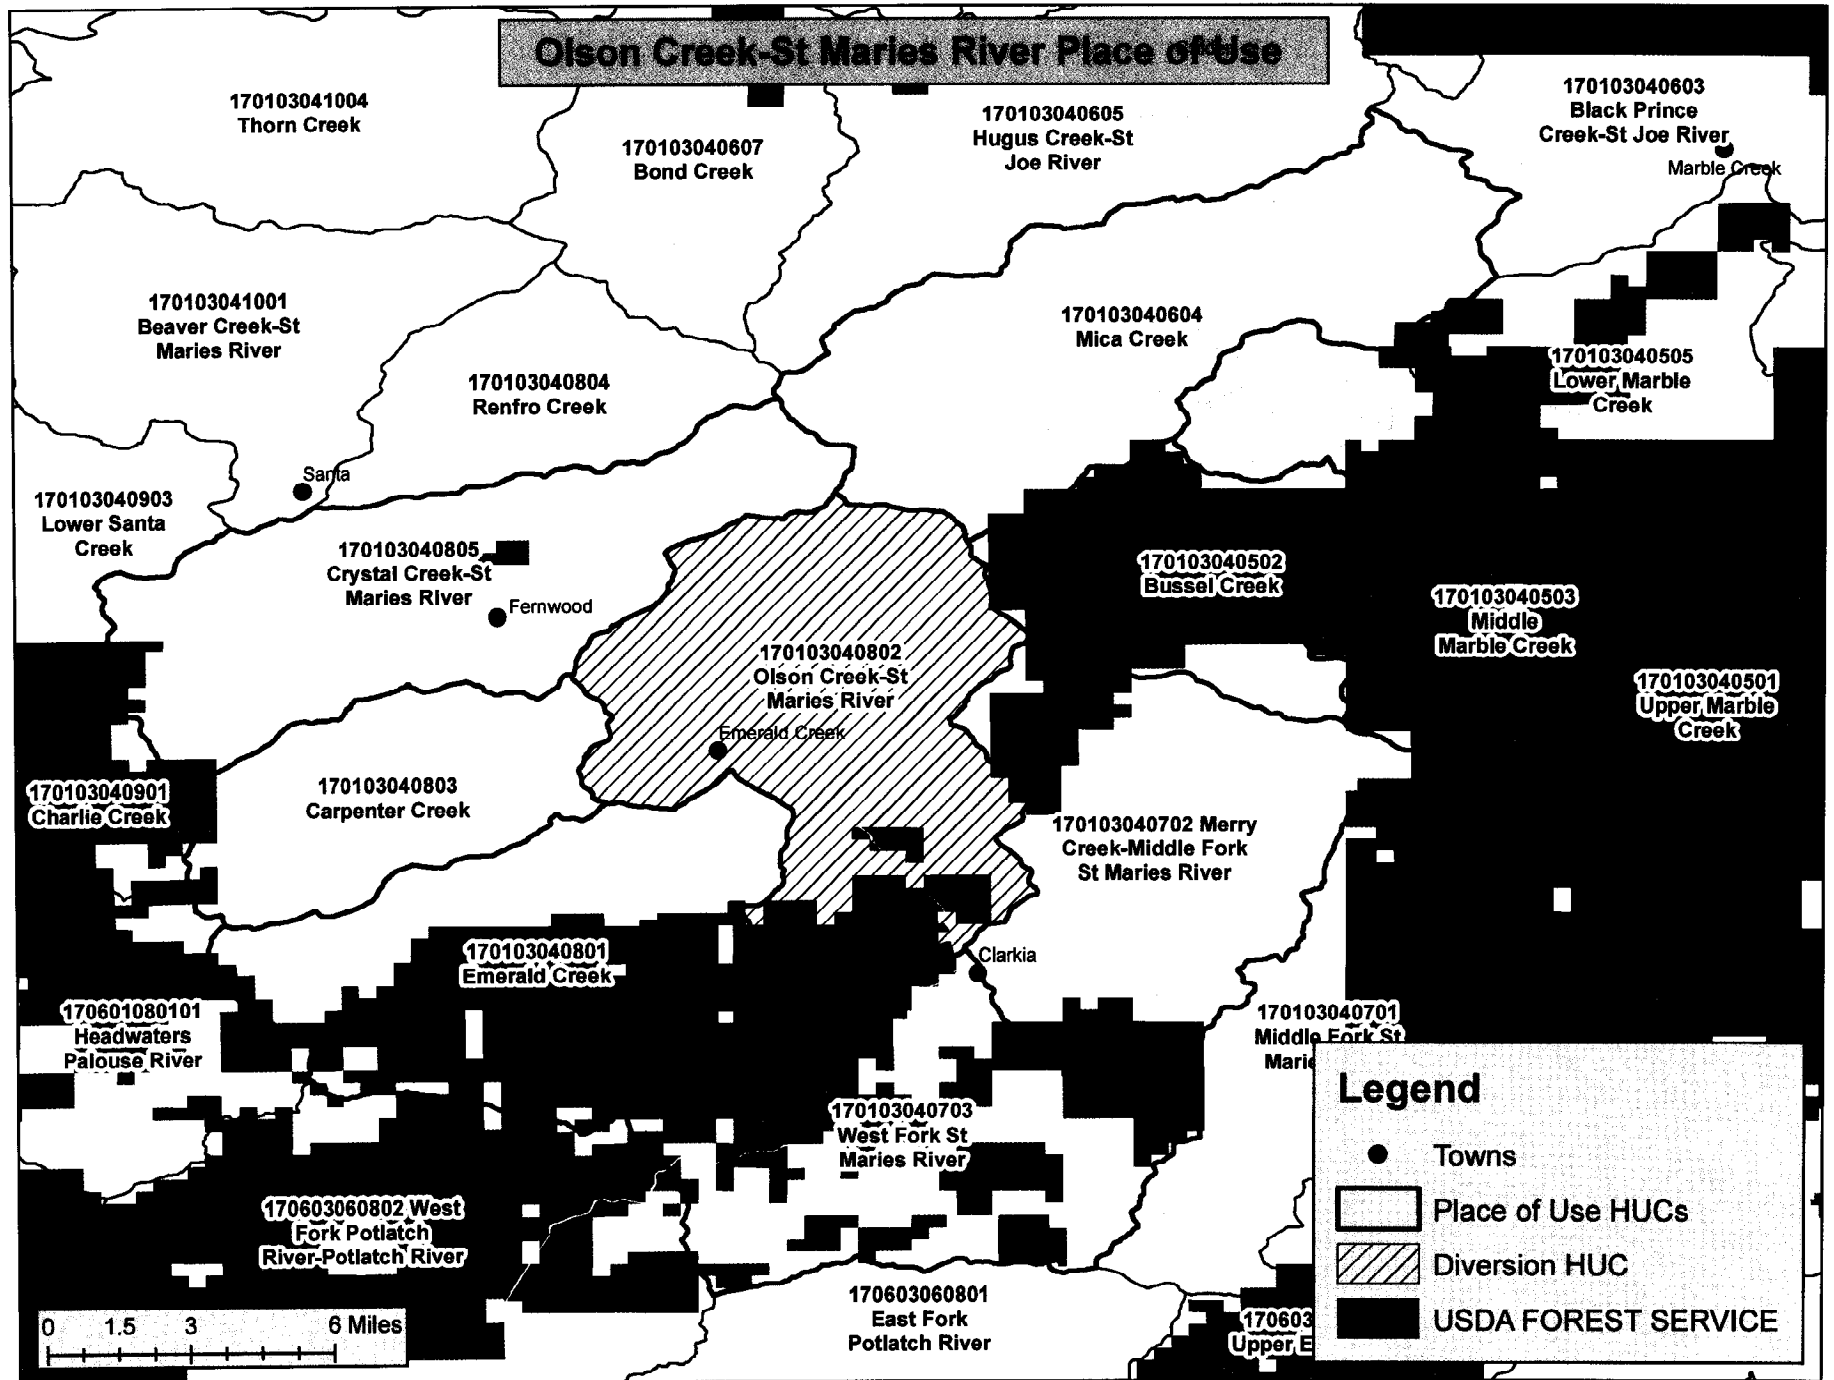 Olson Creek-St Maries River Place of Use
170103041004
Thorn Creek
170103040607
Bond Creek
170103040605
Hugus Creek-St
Joe River
170103040603
Black Prince
Creek-St Joe River
Marble Creek
170103041001
Beaver Creek-St
Maries River
170103040804
Renfro Creek
170103040604
Mica Creek
170103040505
Lower Marble
Creek
Santa
170103040903
Lower Santa
Creek
170103040805
Crystal Creek-St
Maries River
Fernwood
170103040502
Bussel Creek
170103040503
Middle
Marble Creek
170103040802
Olson Creek-St
Maries River
Emerald Creek
170103040501
Upper Marble
Creek
170103040901
Charlie Creek
170103040803
Carpenter Creek
170103040702 Merry
Creek-Middle Fork
St Maries River
170103040801
Emerald Creek
Clarkia
170601080101
Headwaters
Palouse River
170103040701
Middle Fork St
Marie
170103040703
West Fork St
Maries River
170603060802 West
Fork Potlatch
River-Potlatch River
170603060801
East Fork
Potlatch River
170603
Upper E
0 1.5 3 6 Miles
Legend
Towns
Place of Use HUCs
Diversion HUC
USDA FOREST SERVICE